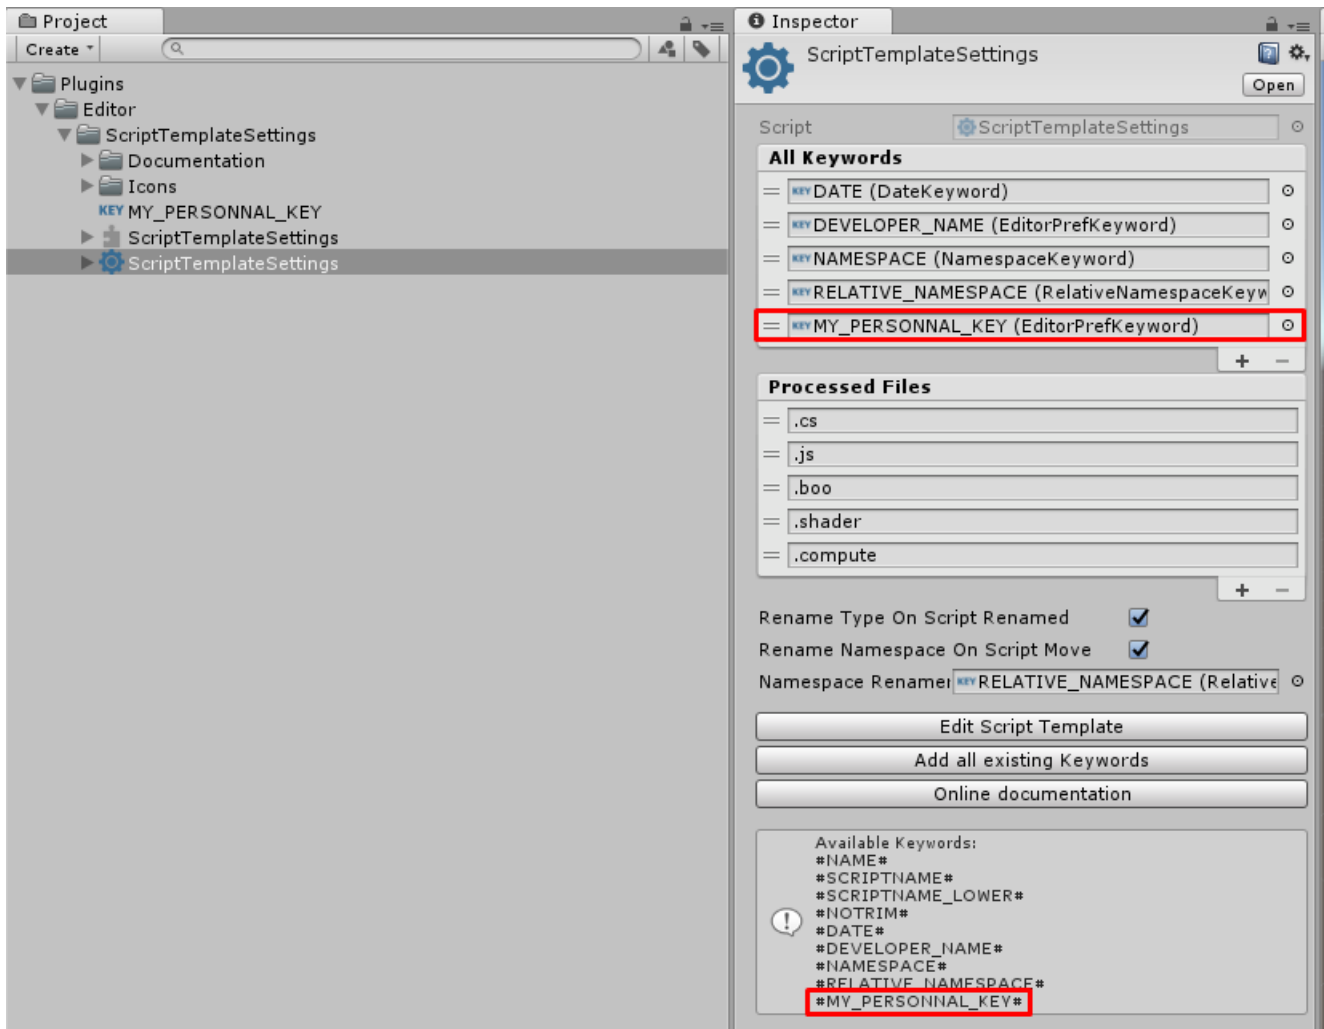 Project
Create
Plugins
Editor
ScriptTemplateSettings
Documentation
Icons
KEY MY_PERSONNAL_KEY
ScriptTemplateSettings
ScriptTemplateSettings
Inspector
ScriptTemplateSettings
Open
Script ScriptTemplateSettings
All Keywords
KEY DATE (DateKeyword)
KEY DEVELOPER_NAME (EditorPrefKeyword)
KEY NAMESPACE (NamespaceKeyword)
KEY RELATIVE_NAMESPACE (RelativeNamespaceKeyw
KEY MY_PERSONNAL_KEY (EditorPrefKeyword)
+ −
Processed Files
.cs
.js
.boo
.shader
.compute
+ −
Rename Type On Script Renamed
Rename Namespace On Script Move
Namespace Renamer KEY RELATIVE_NAMESPACE (Relative
Edit Script Template
Add all existing Keywords
Online documentation
Available Keywords:
#NAME#
#SCRIPTNAME#
#SCRIPTNAME_LOWER#
#NOTRIM#
#DATE#
#DEVELOPER_NAME#
#NAMESPACE#
#RELATIVE_NAMESPACE#
#MY_PERSONNAL_KEY#